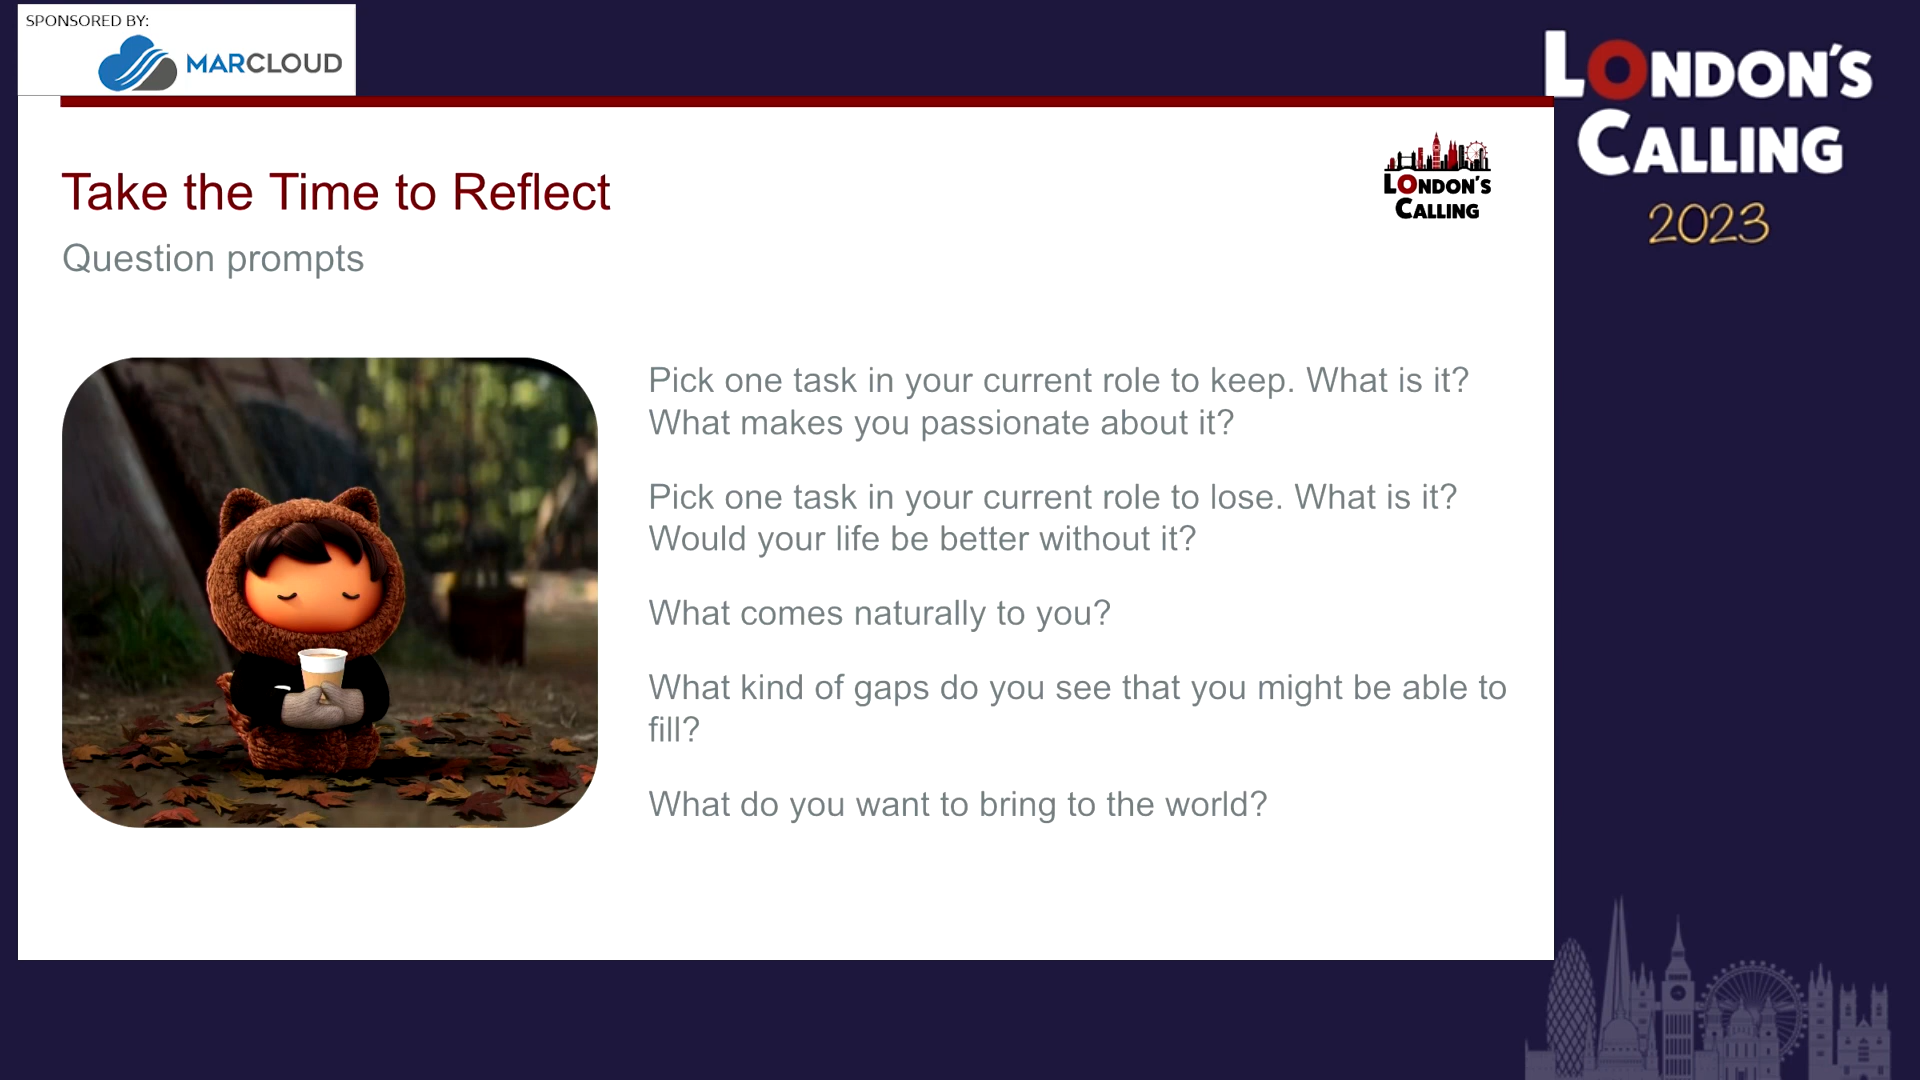 SPONSORED BY:
MARCLOUD
LONDON'S
CALLING
2023
LONDON'S
CALLING
Take the Time to Reflect
Question prompts
Pick one task in your current role to keep. What is it?
What makes you passionate about it?
Pick one task in your current role to lose. What is it?
Would your life be better without it?
What comes naturally to you?
What kind of gaps do you see that you might be able to
fill?
What do you want to bring to the world?